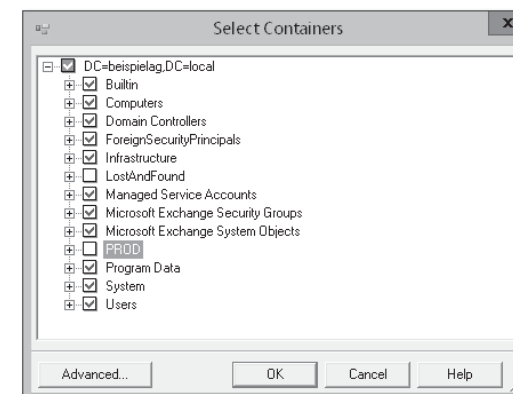 Select Containers
DC=beispielag,DC=local
Builtin
Computers
Domain Controllers
ForeignSecurityPrincipals
Infrastructure
LostAndFound
Managed Service Accounts
Microsoft Exchange Security Groups
Microsoft Exchange System Objects
PROD
Program Data
System
Users
Advanced... OK Cancel Help